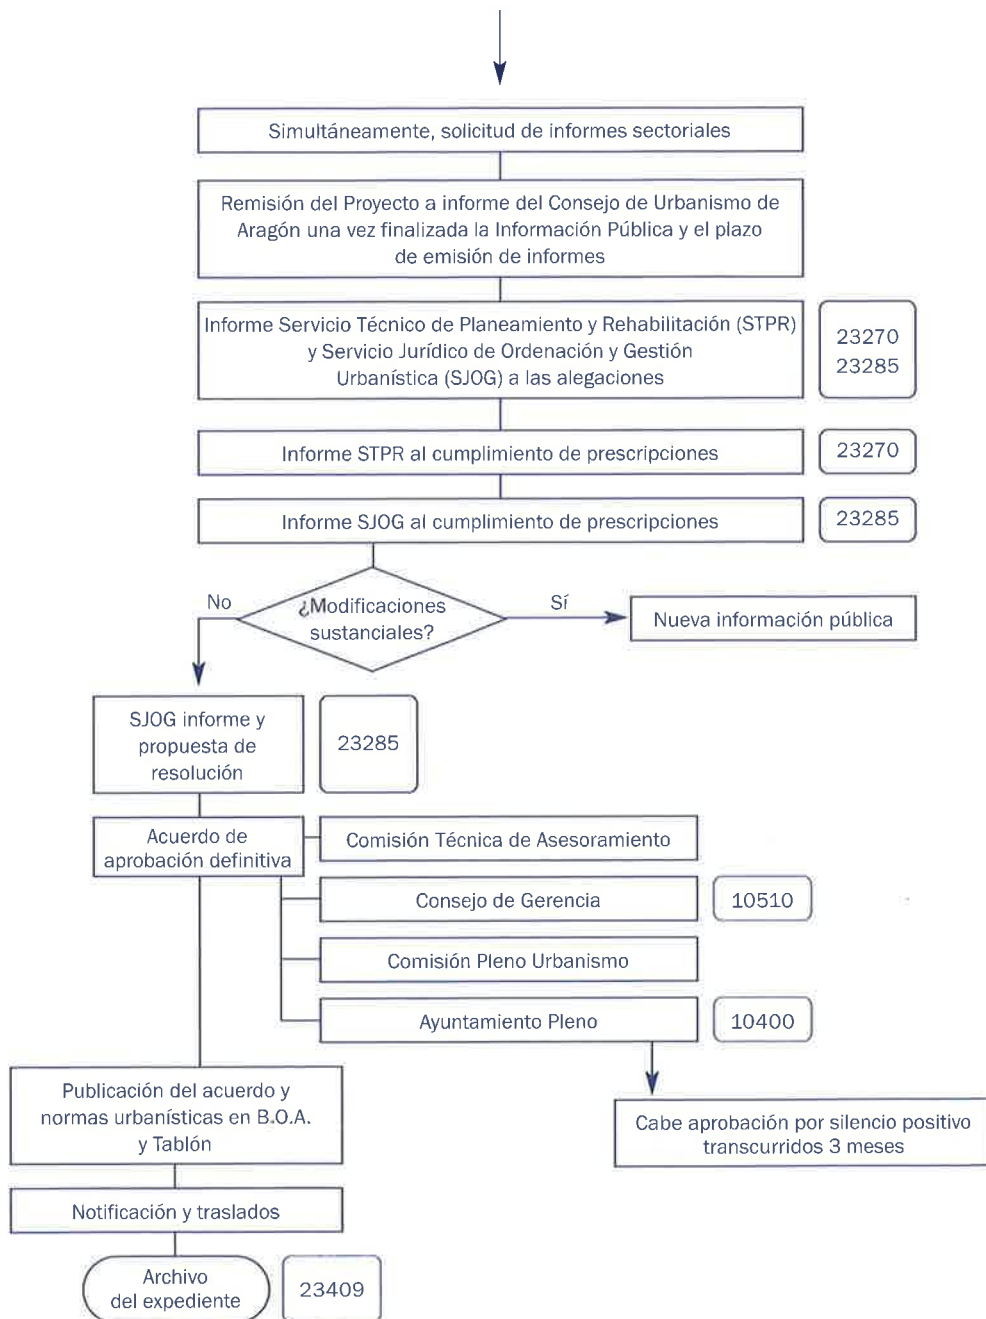 Simultáneamente, solicitud de informes sectoriales
Remisión del Proyecto a informe del Consejo de Urbanismo de
Aragón una vez finalizada la Información Pública y el plazo
de emisión de informes
Informe Servicio Técnico de Planeamiento y Rehabilitación (STPR)
y Servicio Jurídico de Ordenación y Gestión
Urbanística (SJOG) a las alegaciones
23270
23285
Informe STPR al cumplimiento de prescripciones
23270
Informe SJOG al cumplimiento de prescripciones
23285
No
¿Modificaciones
sustanciales?
Sí
Nueva información pública
SJOG informe y
propuesta de
resolución
23285
Acuerdo de
aprobación definitiva
Comisión Técnica de Asesoramiento
Consejo de Gerencia
10510
Comisión Pleno Urbanismo
Ayuntamiento Pleno
10400
Publicación del acuerdo y
normas urbanísticas en B.O.A.
y Tablón
Cabe aprobación por silencio positivo
transcurridos 3 meses
Notificación y traslados
Archivo
del expediente
23409